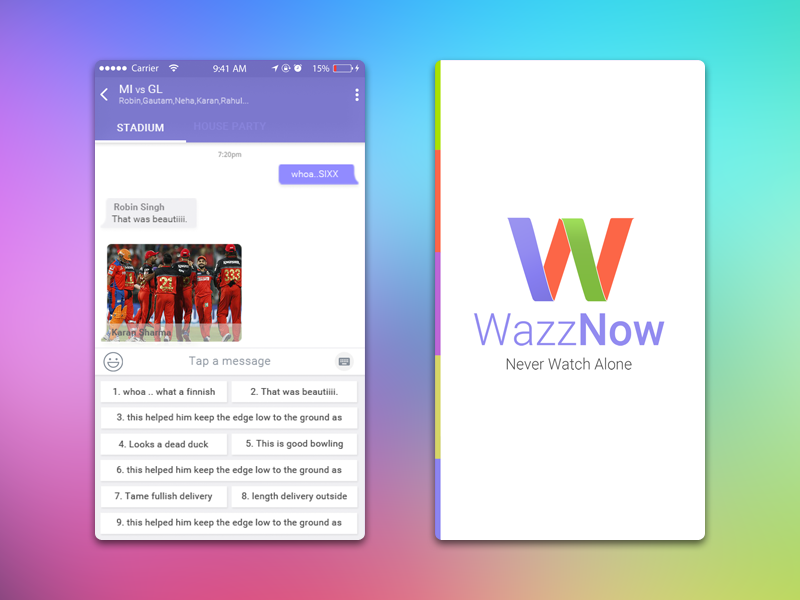 Carrier 9:41 AM 15%
MI vs GL
Robin,Gautam,Neha,Karan,Rahul...
STADIUM HOUSE PARTY
7:20pm
whoa..SIXX
Robin Singh
That was beautiiii.
21
333
Karan Sharma
Tap a message
1. whoa .. what a finnish
2. That was beautiiii.
3. this helped him keep the edge low to the ground as
4. Looks a dead duck
5. This is good bowling
6. this helped him keep the edge low to the ground as
7. Tame fullish delivery
8. length delivery outside
9. this helped him keep the edge low to the ground as
WazzNow
Never Watch Alone